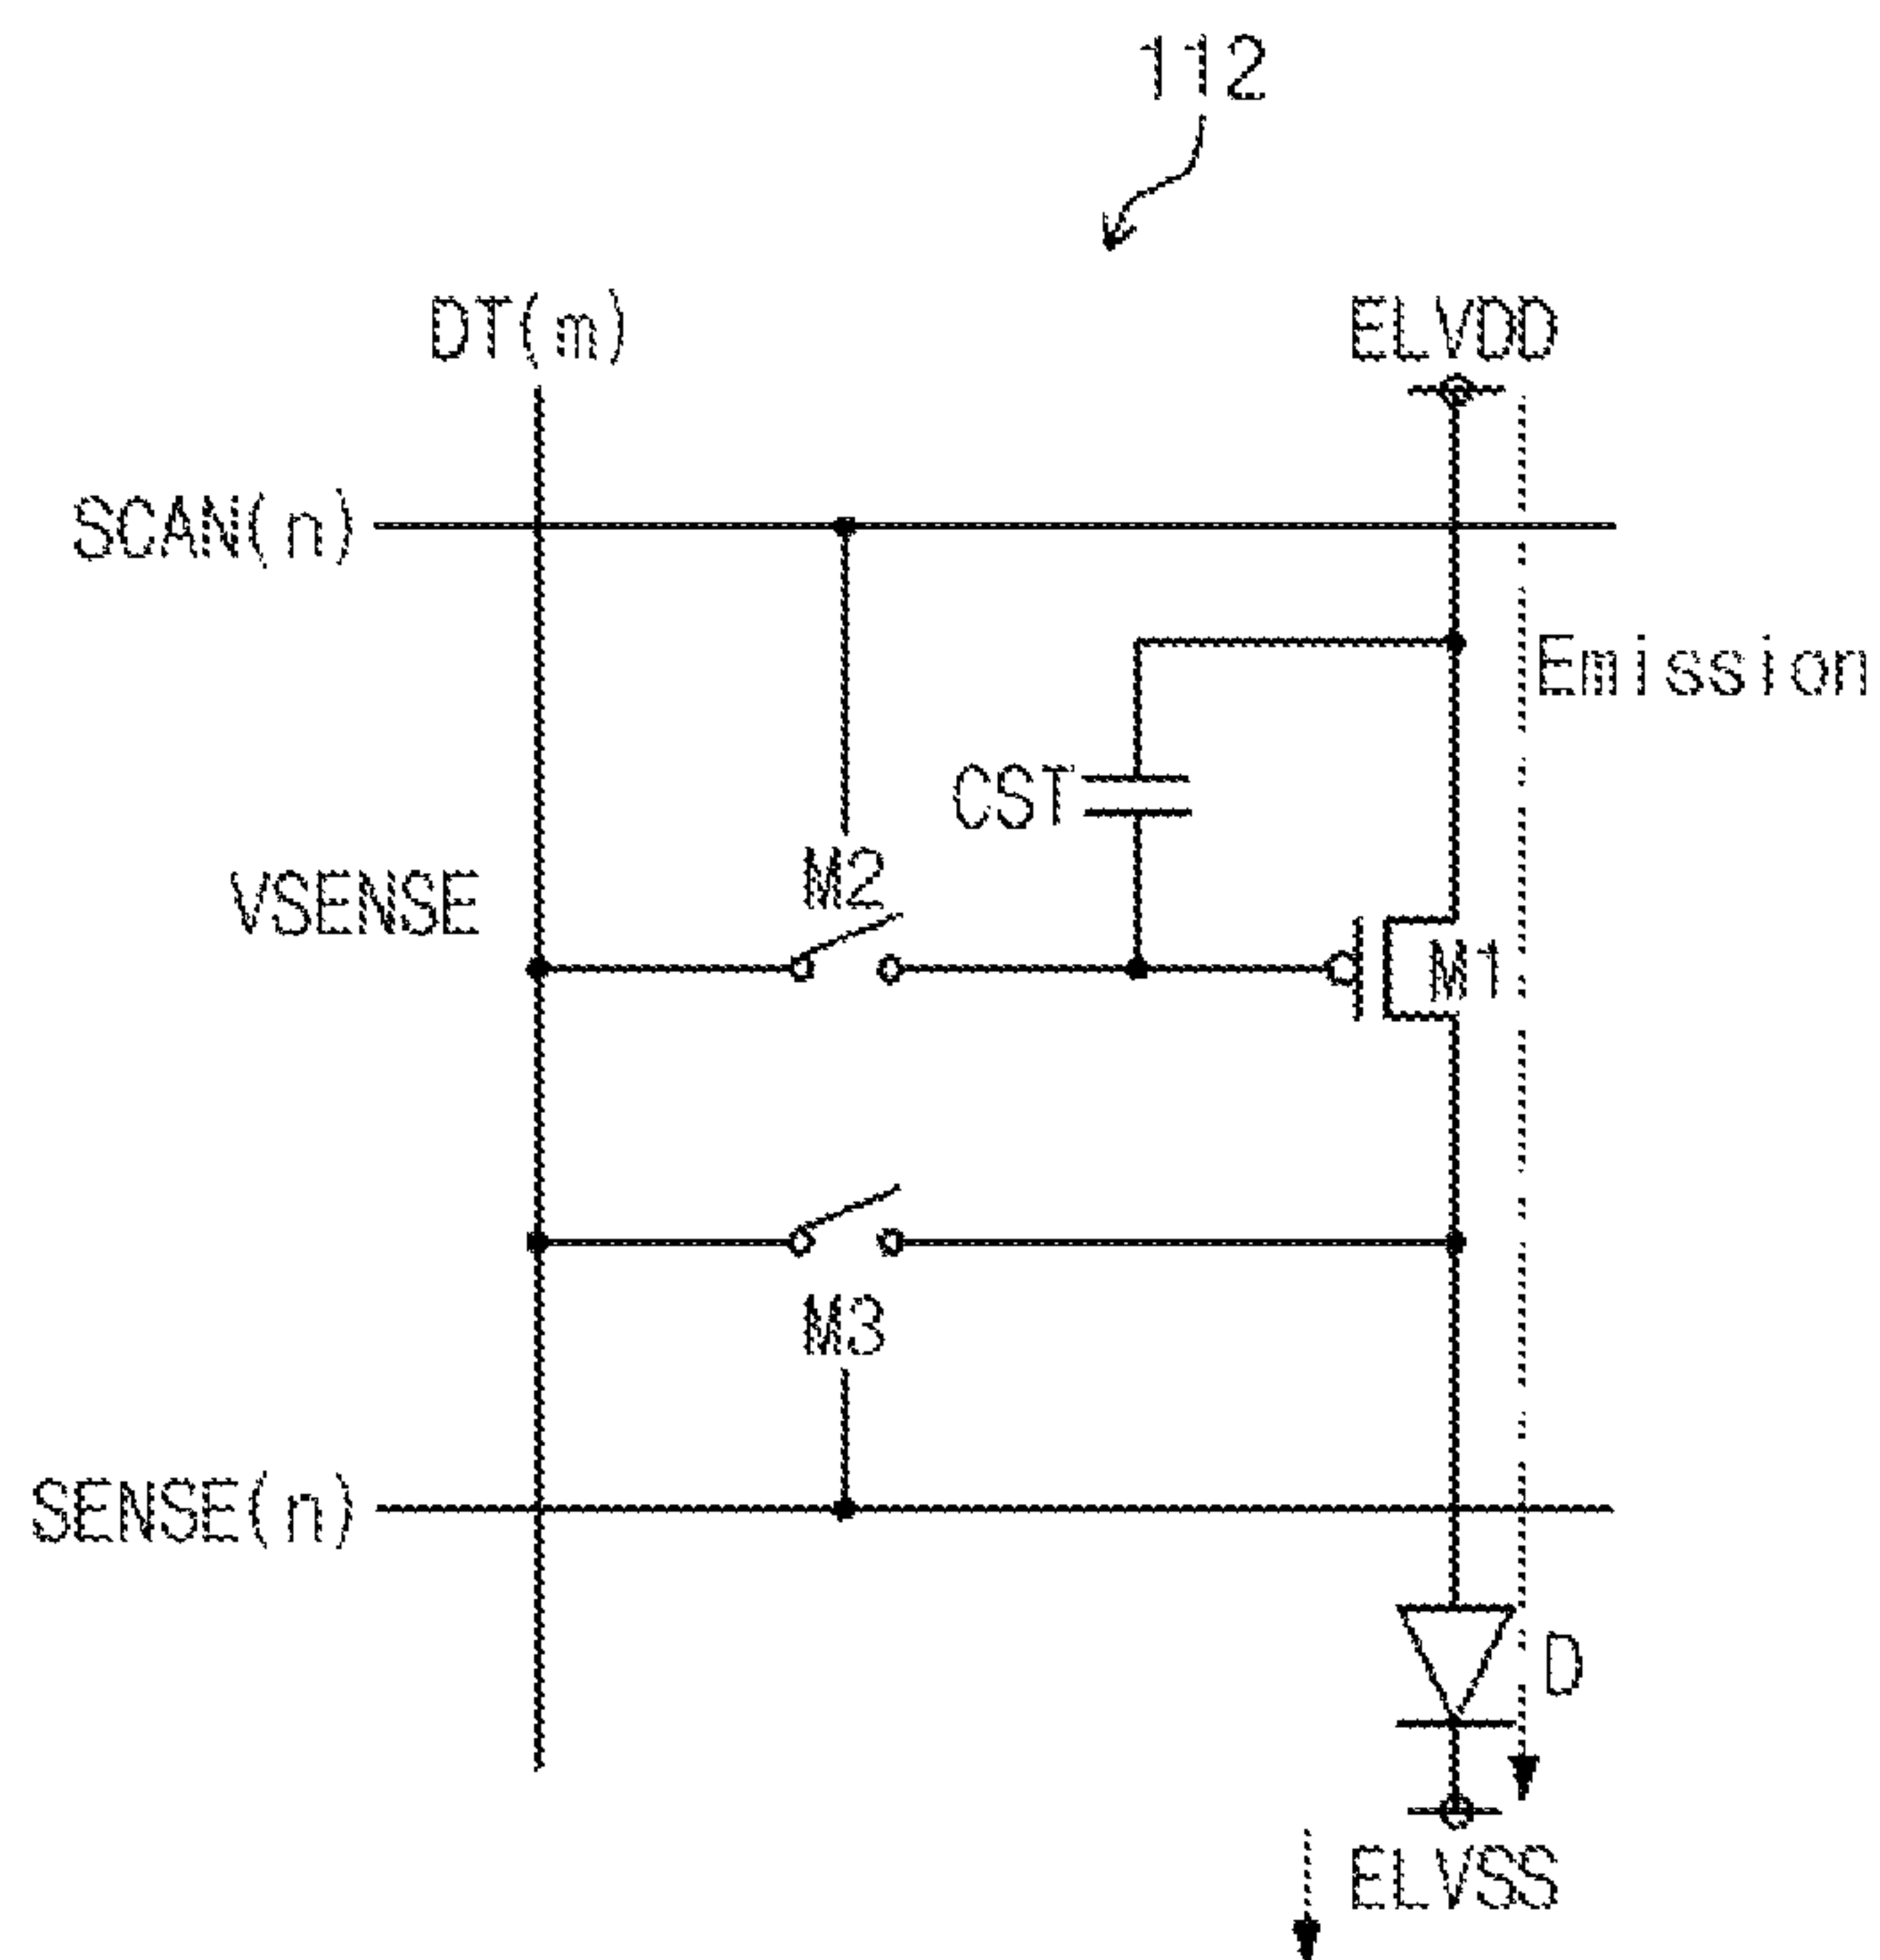 112
DT(m)
ELVDD
SCAN(n)
Emission
CST
M2
VSENSE
M1
M3
SENSE(n)
D
ELVSS